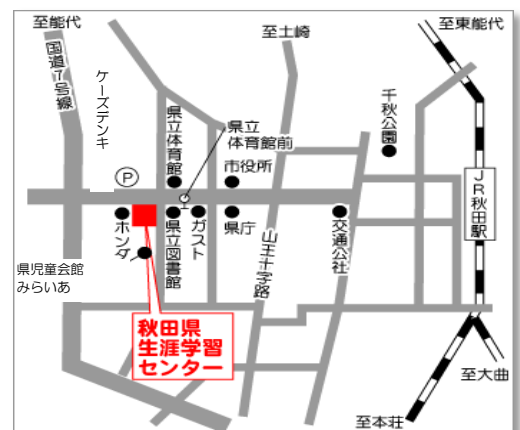 至能代
国道7号線
ケーズデンキ
至土崎
至東能代
千秋公園
県立体育館
県立
体育館前
市役所
P
JR秋田駅
ホンダ
県立図書館
ガスト
県庁
山王十字路
交通公社
県児童会館
みらいあ
秋田県
生涯学習
センター
至大曲
至本荘